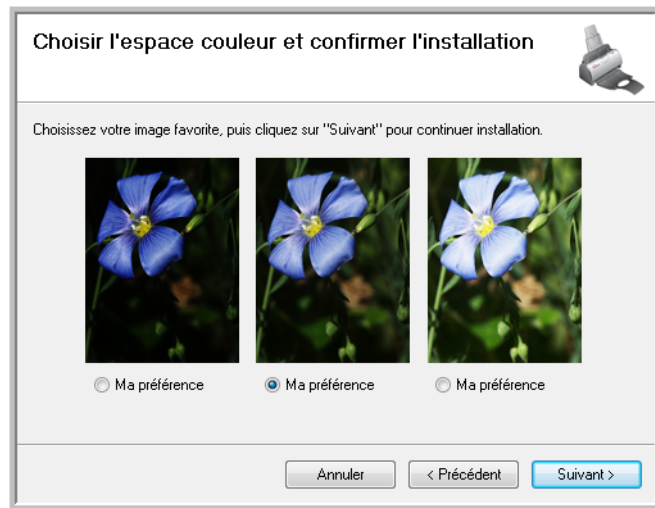 Choisir l'espace couleur et confirmer l'installation
Choisissez votre image favorite, puis cliquez sur "Suivant" pour continuer installation.
Ma préférence Ma préférence Ma préférence
Annuler < Précédent Suivant >